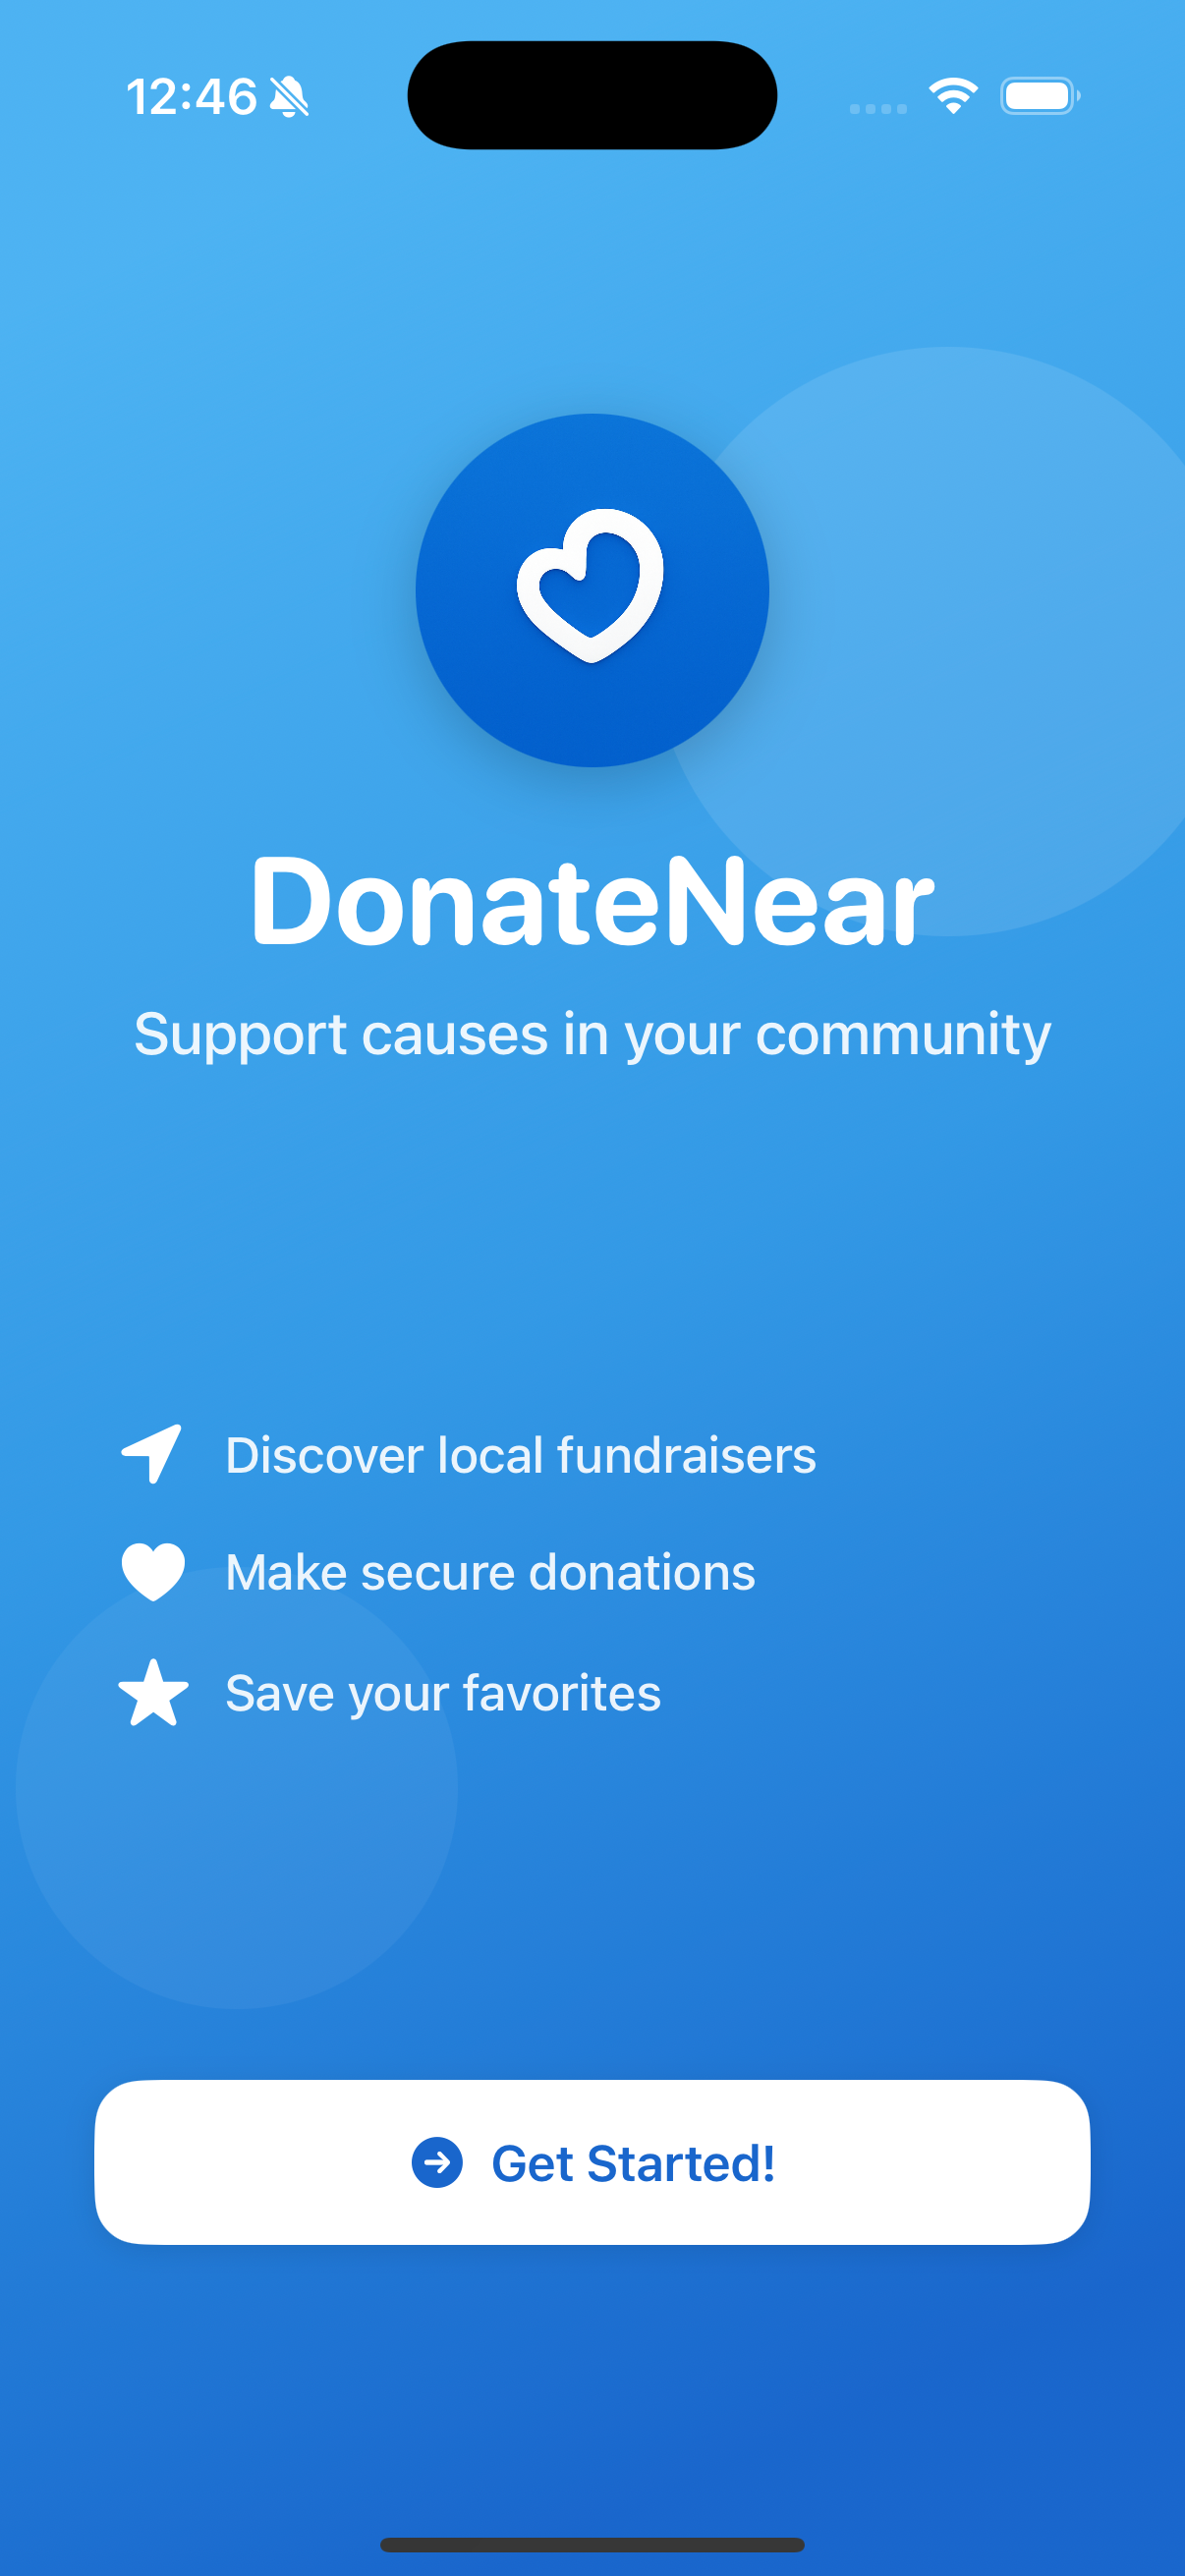 12:46
DonateNear
Support causes in your community
Discover local fundraisers
Make secure donations
Save your favorites
Get Started!